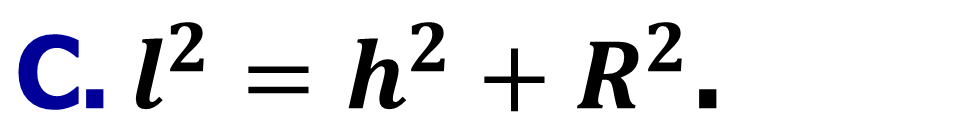 C. l² = h² + R².